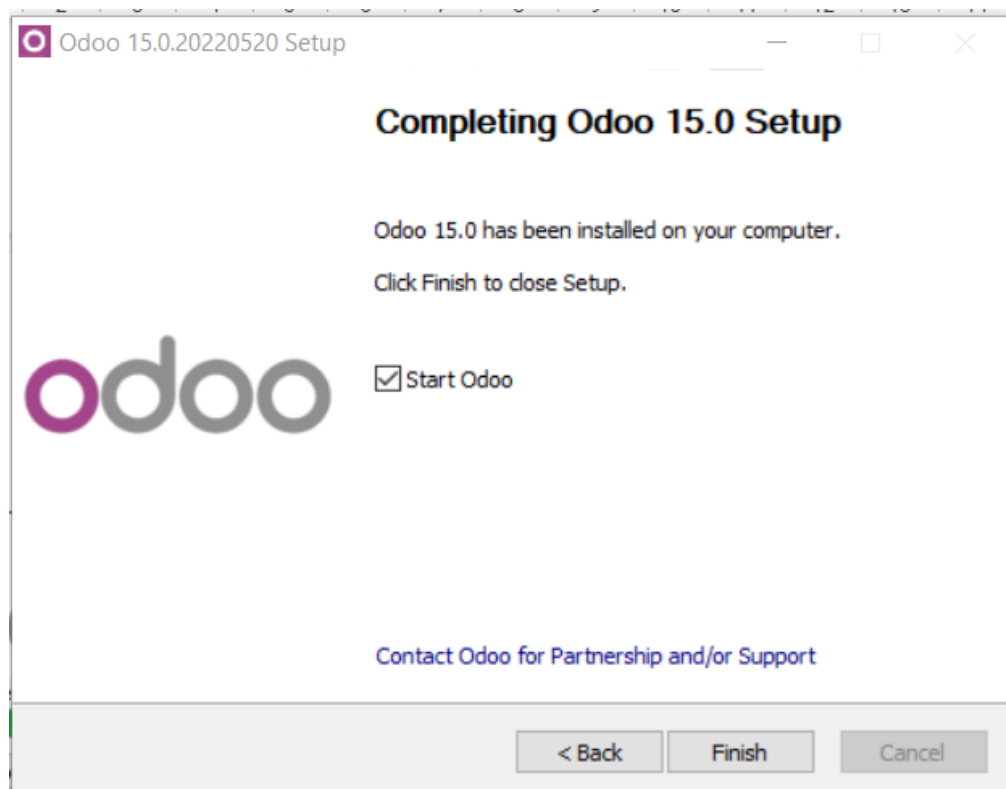 Odoo 15.0.20220520 Setup
Completing Odoo 15.0 Setup
Odoo 15.0 has been installed on your computer.
Click Finish to close Setup.
odoo
Start Odoo
Contact Odoo for Partnership and/or Support
< Back
Finish
Cancel